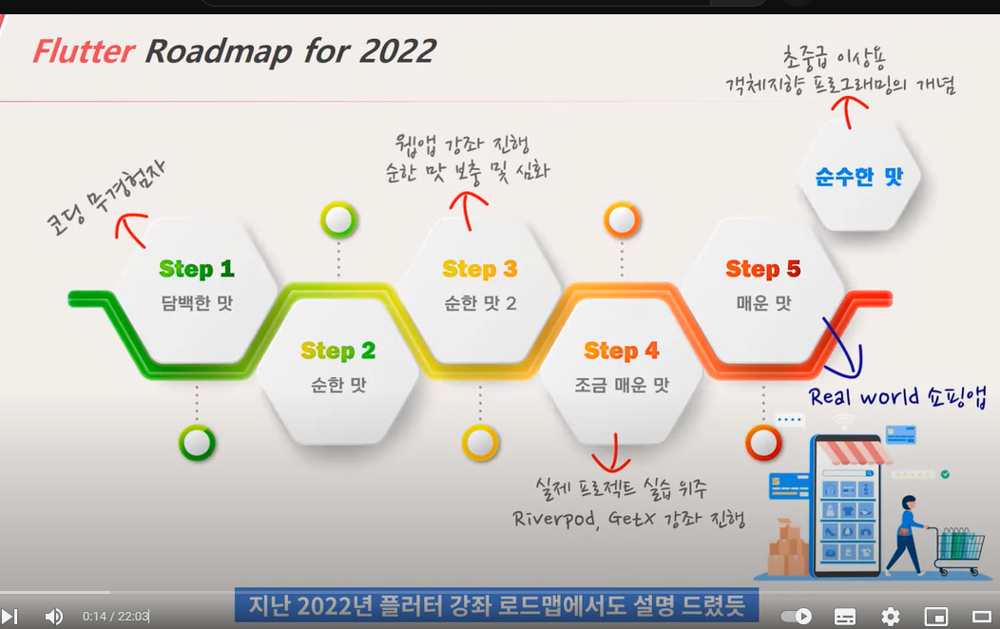 Flutter Roadmap for 2022
초중급 이상용
객체지향 프로그래밍의 개념
순수한 맛
코딩 무경험자
웹앱 강좌 진행
순한 맛 보충 및 심화
Step 1
담백한 맛
Step 2
순한 맛
Step 3
순한 맛 2
Step 4
조금 매운 맛
Step 5
매운 맛
Real world 쇼핑앱
실제 프로젝트 실습 위주
Riverpod, GetX 강좌 진행
지난 2022년 플러터 강좌 로드맵에서도 설명 드렸듯
0:14 / 22:03